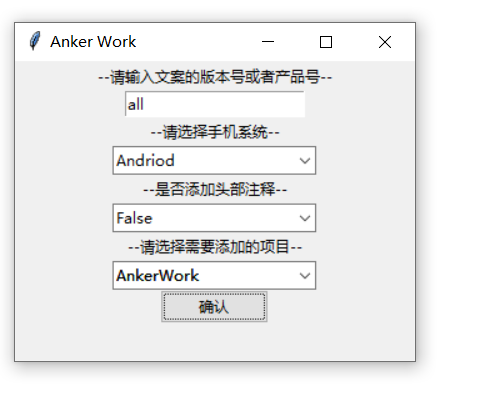 Anker Work
--请输入文案的版本号或者产品号--
all
--请选择手机系统--
Andriod
--是否添加头部注释--
False
--请选择需要添加的项目--
AnkerWork
确认